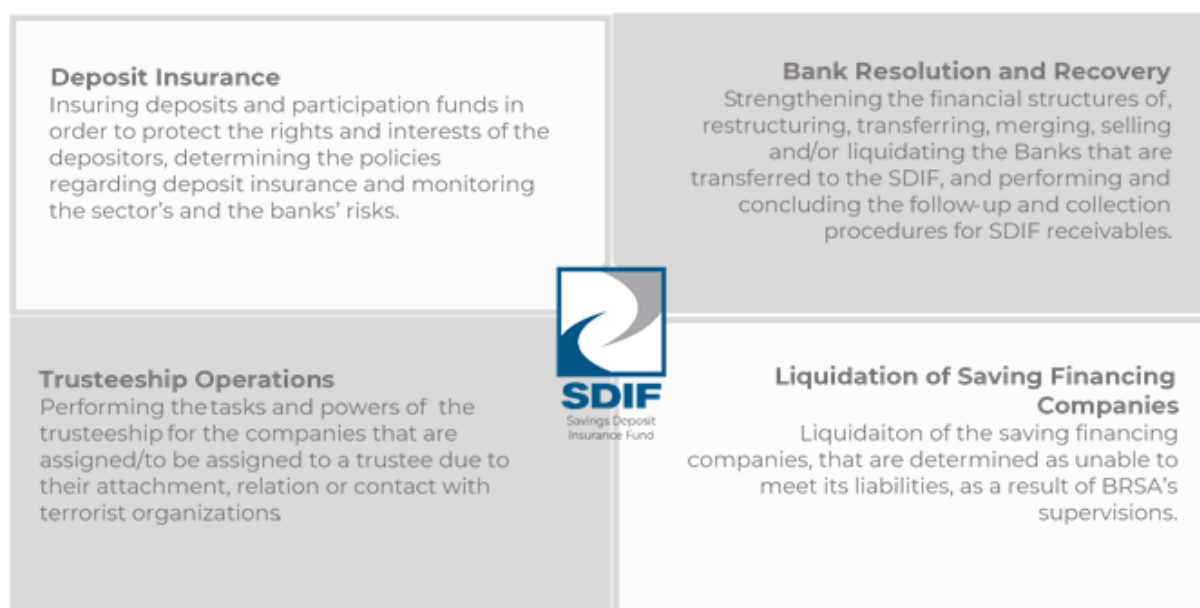 Deposit Insurance
Insuring deposits and participation funds in
order to protect the rights and interests of the
depositors, determining the policies
regarding deposit insurance and monitoring
the sector's and the banks' risks.
Bank Resolution and Recovery
Strengthening the financial structures of,
restructuring, transferring, merging, selling
and/or liquidating the Banks that are
transferred to the SDIF, and performing and
concluding the follow-up and collection
procedures for SDIF receivables.
SDIF
Savings Deposit
Insurance Fund
Trusteeship Operations
Performing the tasks and powers of the
trusteeship for the companies that are
assigned/to be assigned to a trustee due to
their attachment, relation or contact with
terrorist organizations.
Liquidation of Saving Financing
Companies
Liquidaiton of the saving financing
companies, that are determined as unable to
meet its liabilities, as a result of BRSA's
supervisions.